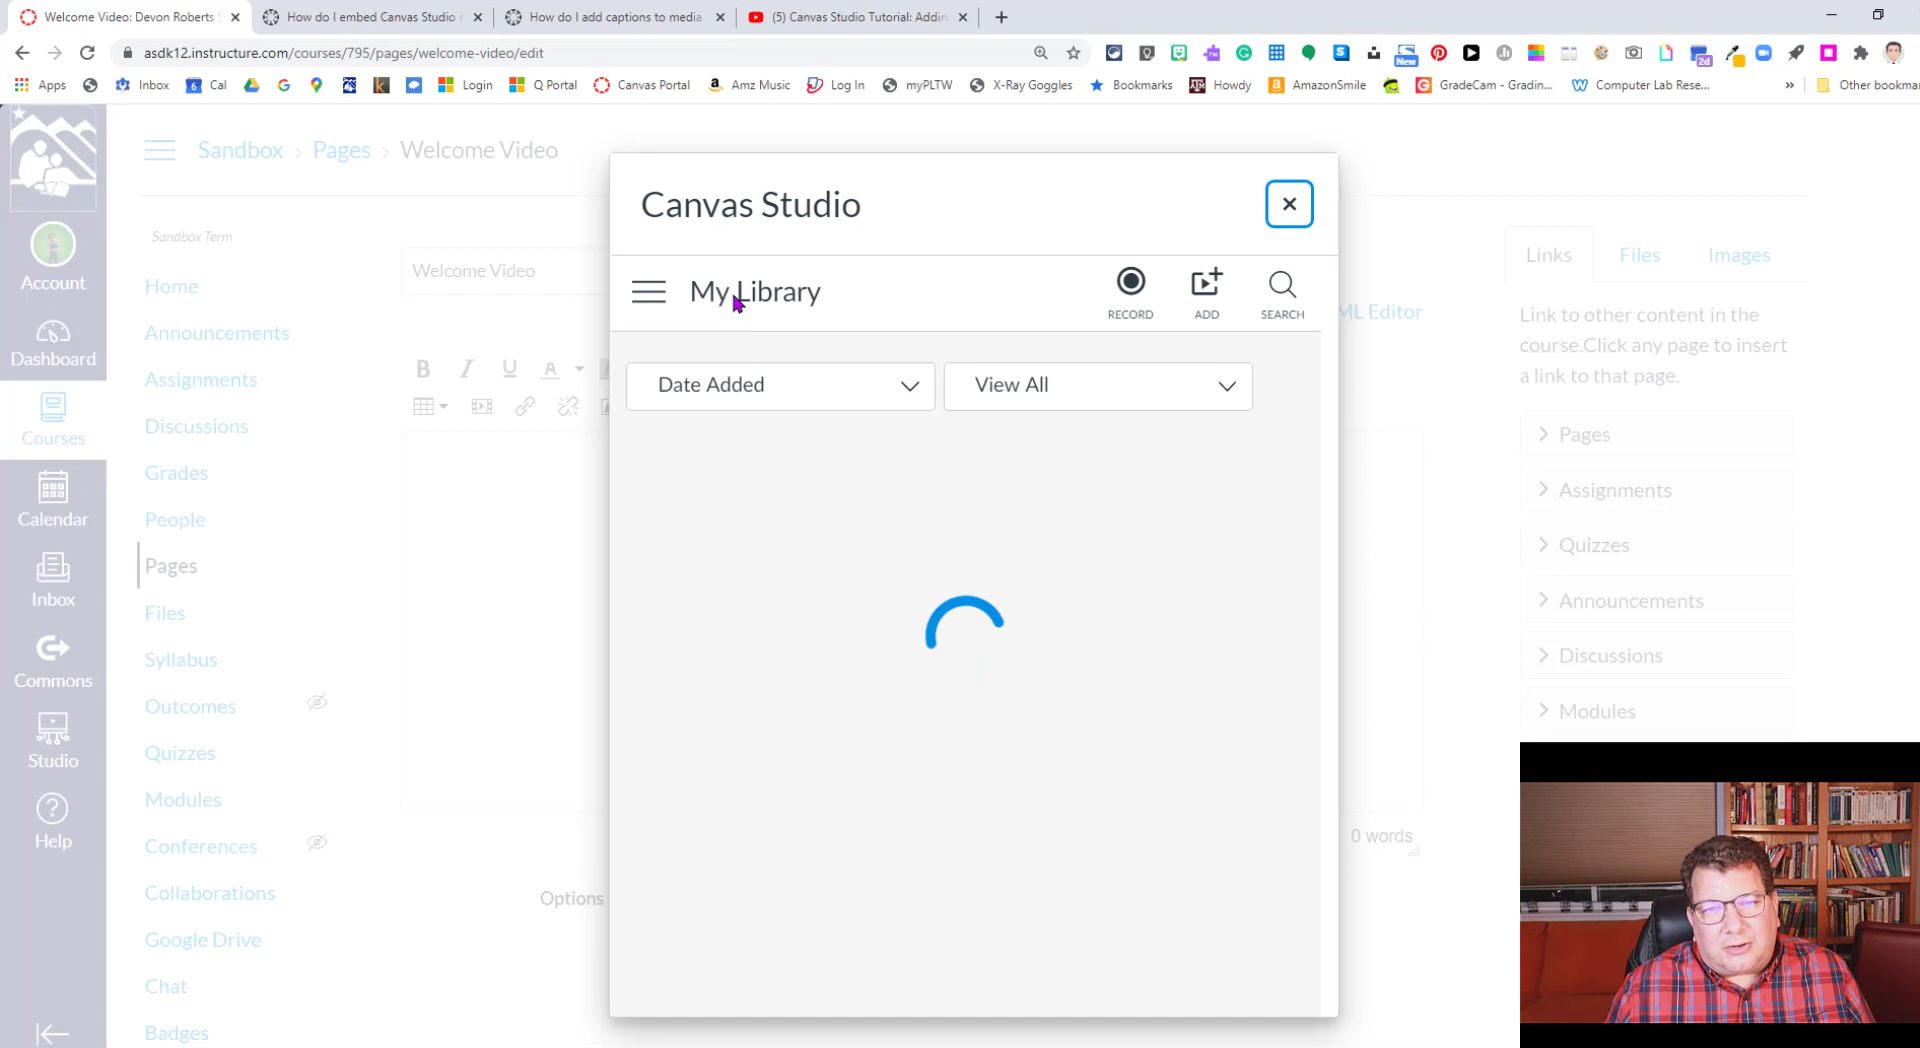 Welcome Video: Devon Roberts S
How do I embed Canvas Studio
How do I add captions to media
(5) Canvas Studio Tutorial: Addin
asdk12.instructure.com/courses/795/pages/welcome-video/edit
New
2d
Apps
Inbox
6
Cal
Login
Q Portal
Canvas Portal
Amz Music
Log In
myPLTW
X-Ray Goggles
Bookmarks
Howdy
AmazonSmile
GradeCam - Gradin...
Computer Lab Rese...
Other bookma
Sandbox > Pages > Welcome Video
Account
Dashboard
Courses
Calendar
Inbox
Commons
Studio
Help
Sandbox Term
Home
Announcements
Assignments
Discussions
Grades
People
Pages
Files
Syllabus
Outcomes
Quizzes
Modules
Conferences
Collaborations
Google Drive
Chat
Badges
Welcome Video
ML Editor
B I U A
0 words
Options
Canvas Studio
My Library
RECORD
ADD
SEARCH
Date Added
View All
Links
Files
Images
Link to other content in the
course.Click any page to insert
a link to that page.
Pages
Assignments
Quizzes
Announcements
Discussions
Modules